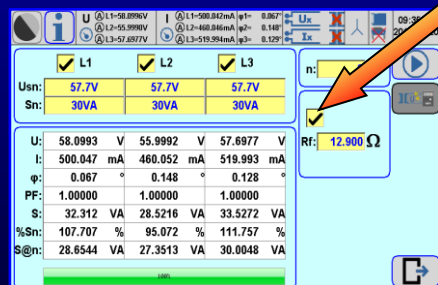 U L1=58.0996V I L1=500.042mA φ1= 0.067° Ux
L2=55.9990V L2=460.046mA φ2= 0.148°
L3=57.6977V L3=519.994mA φ3= 0.129° Ix
09:3
20
L1 L2 L3 n:
Usn: 57.7V 57.7V 57.7V
Sn: 30VA 30VA 30VA
Rf: 12.900 Ω
U: 58.0993 V 55.9992 V 57.6977 V
I: 500.047 mA 460.052 mA 519.993 mA
φ: 0.067 ° 0.148 ° 0.128 °
PF: 1.00000 1.00000 1.00000
S: 32.312 VA 28.5216 VA 33.5272 VA
%Sn: 107.707 % 95.072 % 111.757 %
S@n: 28.6544 VA 27.3513 VA 30.0048 VA
100%